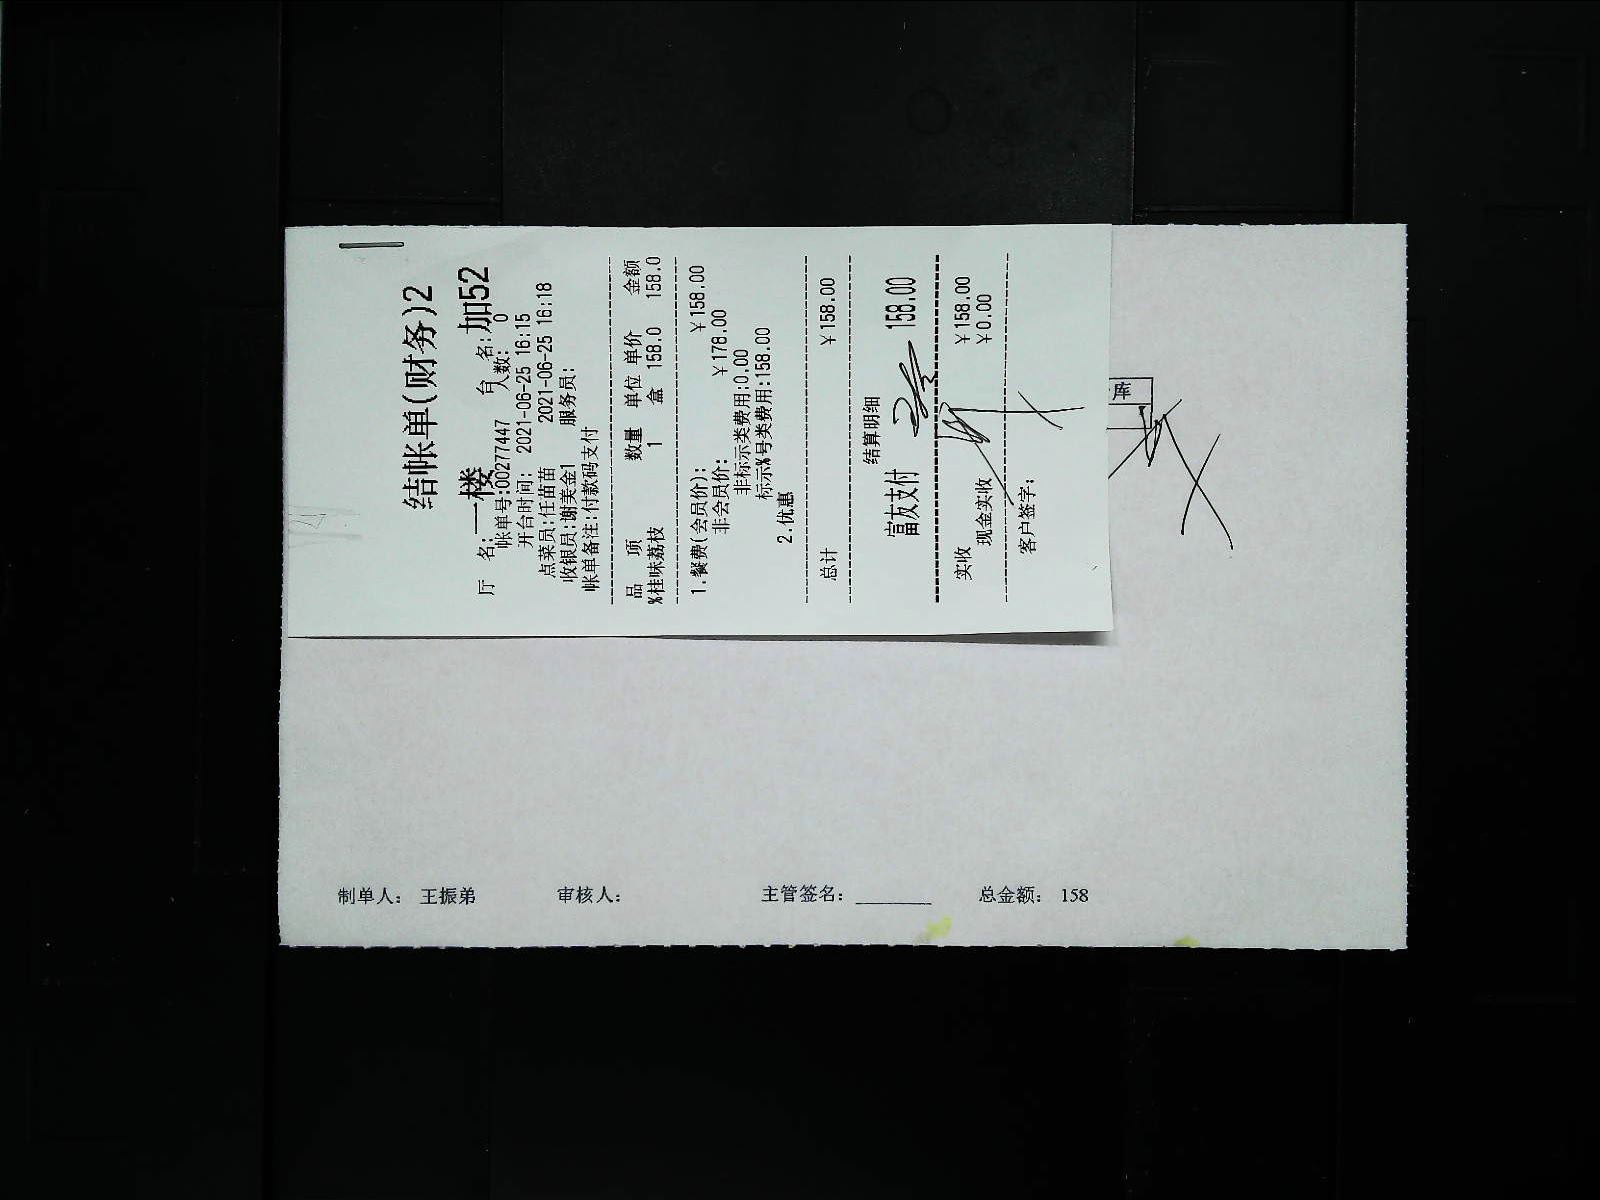 结帐单(财务)2
厅 名:一楼 台 名:加52
帐单号:00277447 人数: 0
开台时间: 2021-06-25 16:15
点菜员:任苗苗 2021-06-25 16:18
收银员:谢美金1 服务员:
帐单备注:付款码支付
品 项 数量 单位 单价 金额
%桂味荔枝 1 盒 158.0 158.0
1.餐费(会员价): ￥158.00
非会员价: ￥178.00
非标示类费用:0.00
标示%号类费用:158.00
2.优惠
总计 ￥158.00
结算明细
富友支付 158.00
实收 ￥158.00
现金实收 ￥0.00
客户签字:
库
制单人: 王振弟 审核人: 主管签名: ________ 总金额: 158